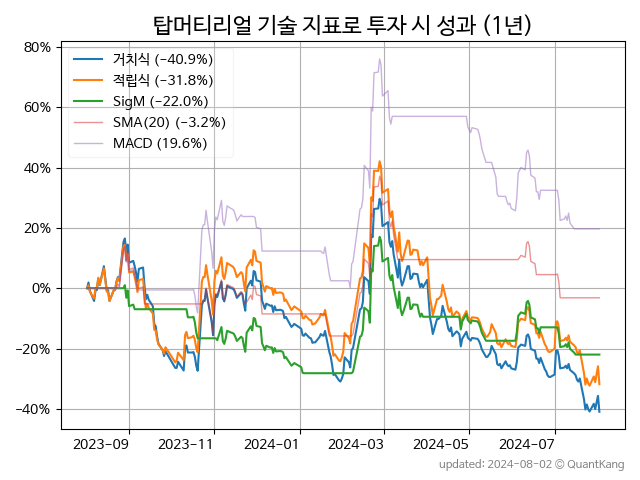 탑머티리얼 기술 지표로 투자 시 성과 (1년)
80%
60%
40%
20%
0%
−20%
−40%
거치식 (−40.9%)
적립식 (−31.8%)
SigM (−22.0%)
SMA(20) (−3.2%)
MACD (19.6%)
2023−09
2023−11
2024−01
2024−03
2024−05
2024−07
updated: 2024-08-02 © QuantKang